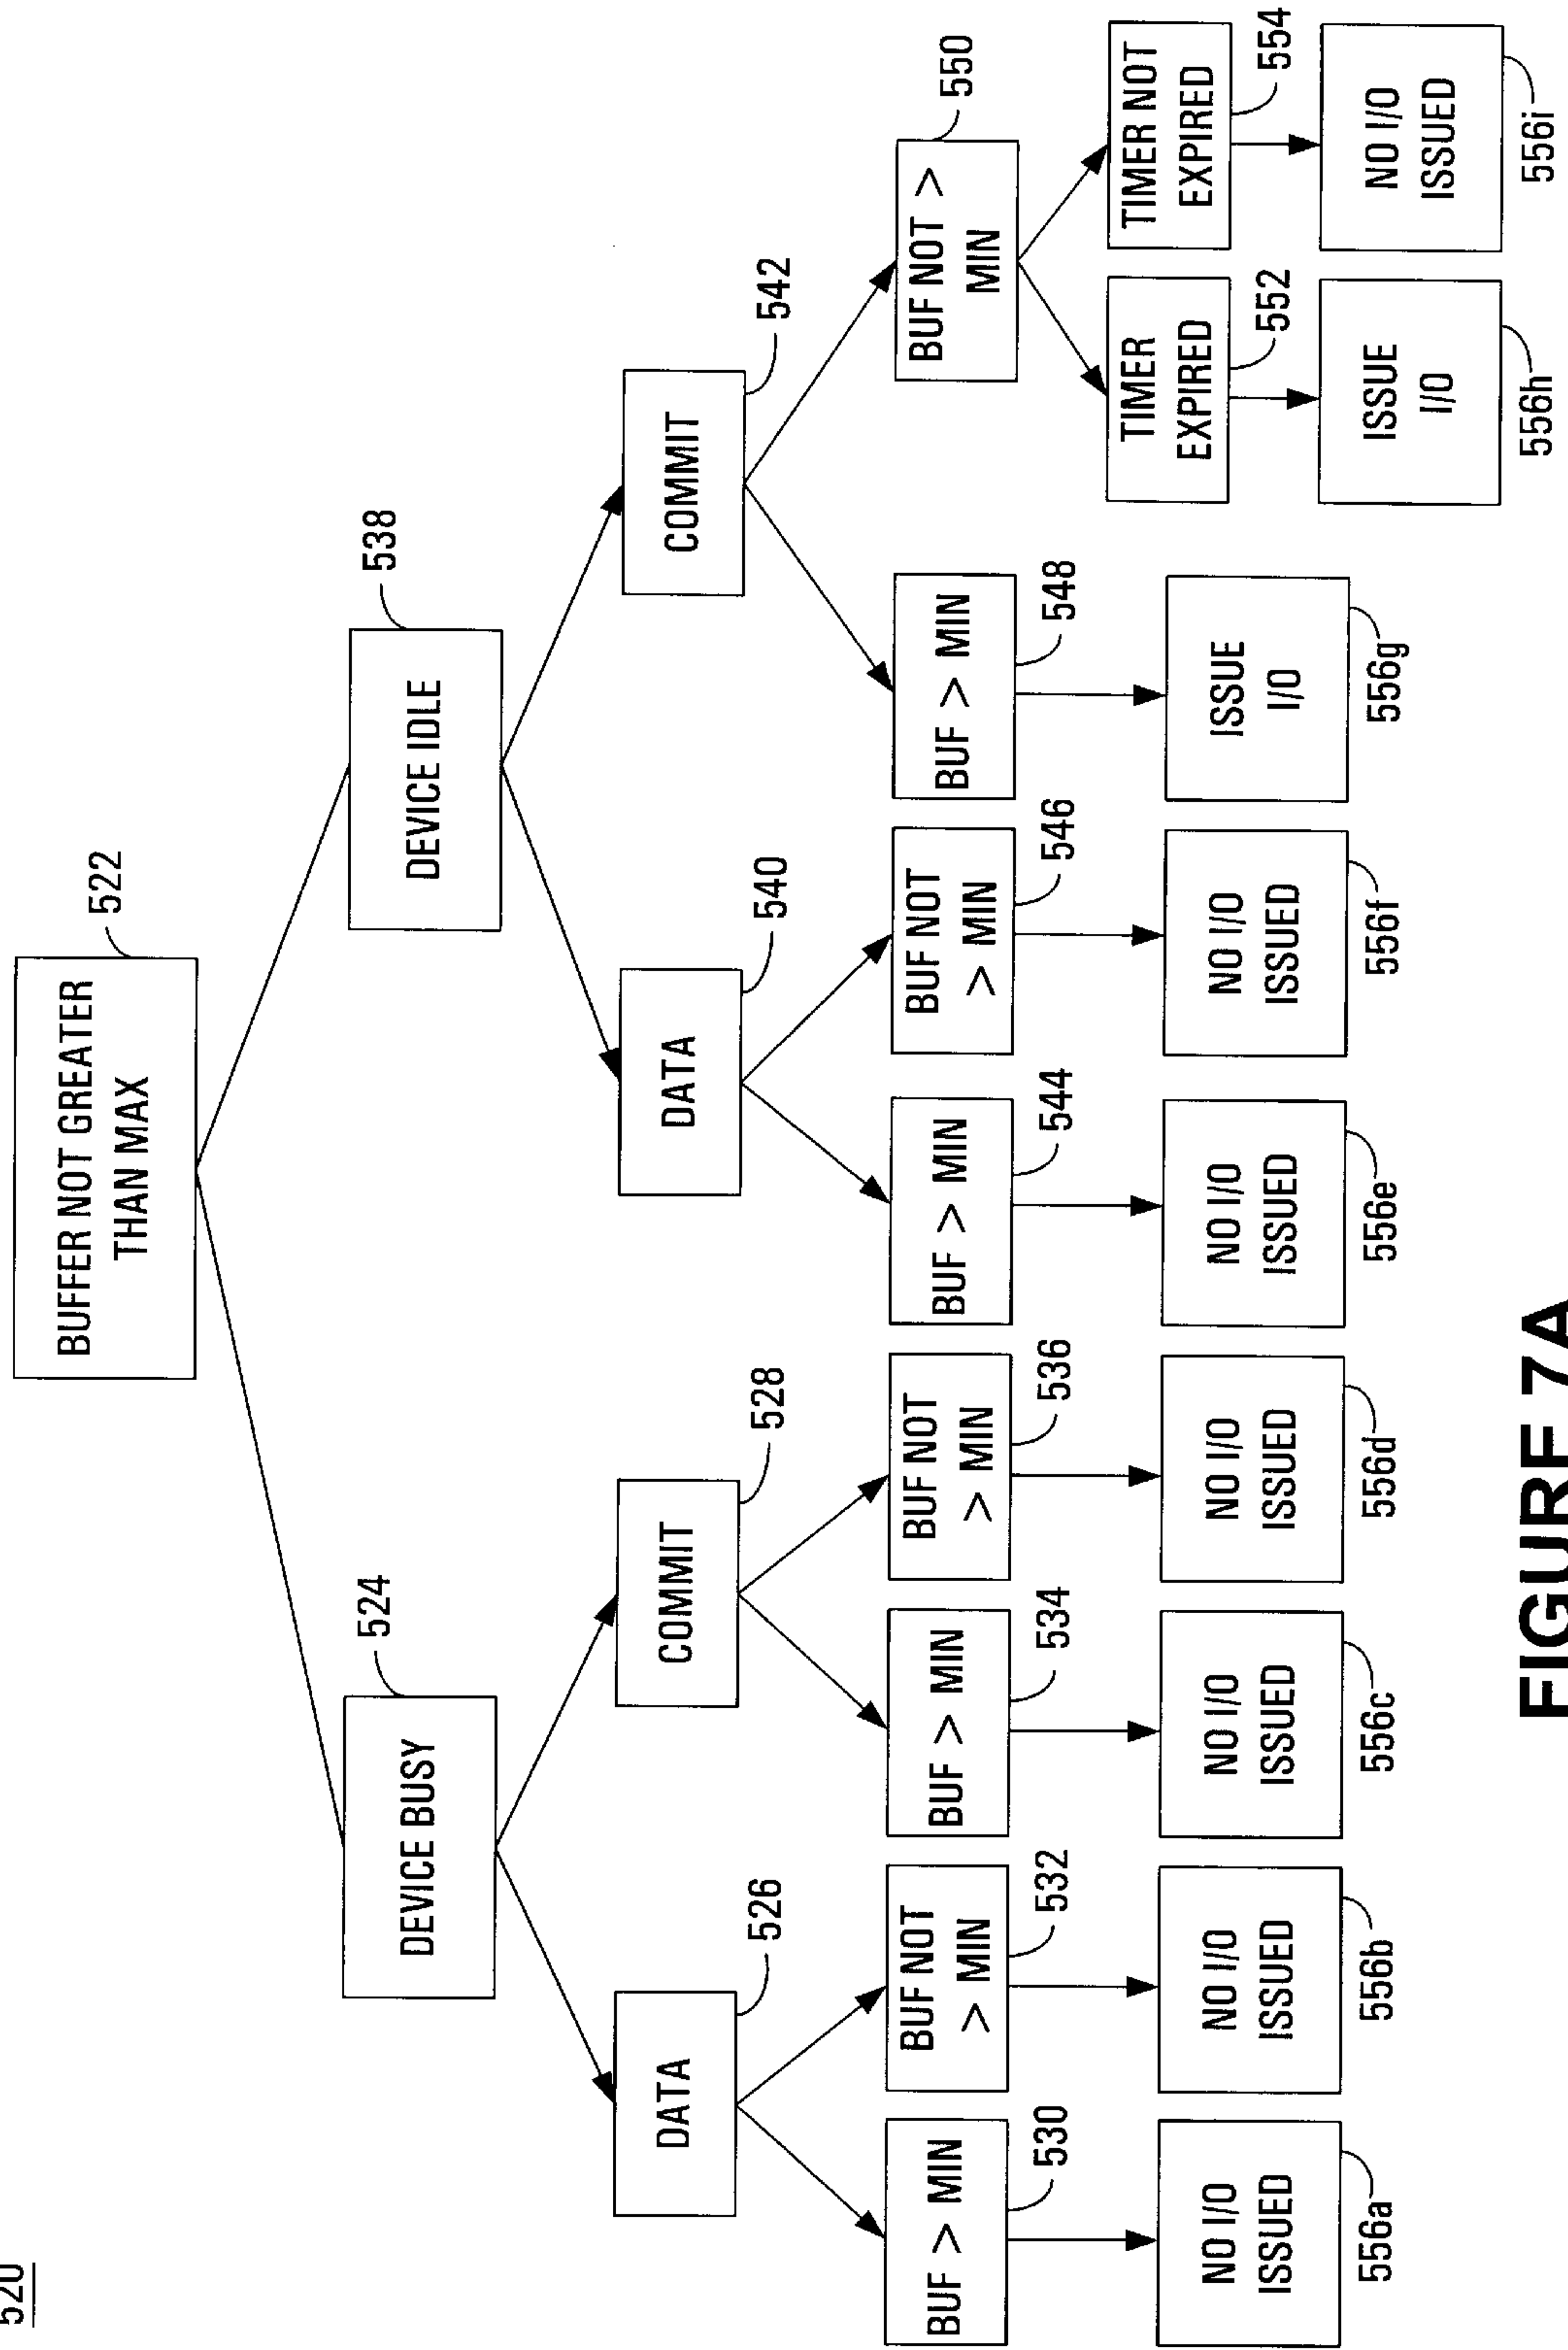 520
BUFFER NOT GREATER
THAN MAX
522
DEVICE BUSY
524
DEVICE IDLE
538
DATA
526
COMMIT
528
DATA
540
COMMIT
542
BUF > MIN
530
BUF NOT
> MIN
532
BUF > MIN
534
BUF NOT
> MIN
536
BUF > MIN
544
BUF NOT
> MIN
546
BUF > MIN
548
BUF NOT >
MIN
550
TIMER
EXPIRED
552
TIMER NOT
EXPIRED
554
NO I/O
ISSUED
556a
NO I/O
ISSUED
556b
NO I/O
ISSUED
556c
NO I/O
ISSUED
556d
NO I/O
ISSUED
556e
NO I/O
ISSUED
556f
ISSUE
I/O
556g
ISSUE
I/O
556h
NO I/O
ISSUED
556i
FIGURE 7A